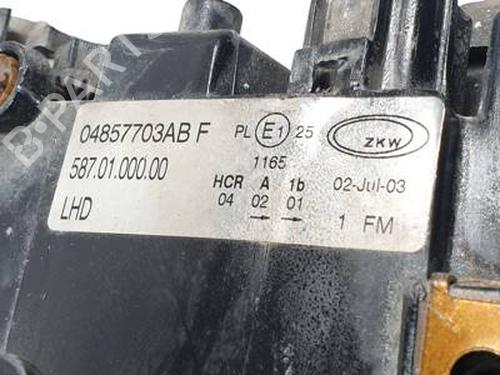 04857703AB F PL E1 25 ZKW
587.01.000.00 1165
HCR A 1b 02-Jul-03
LHD 04 02 01
→ → 1 FM
B-PARTS